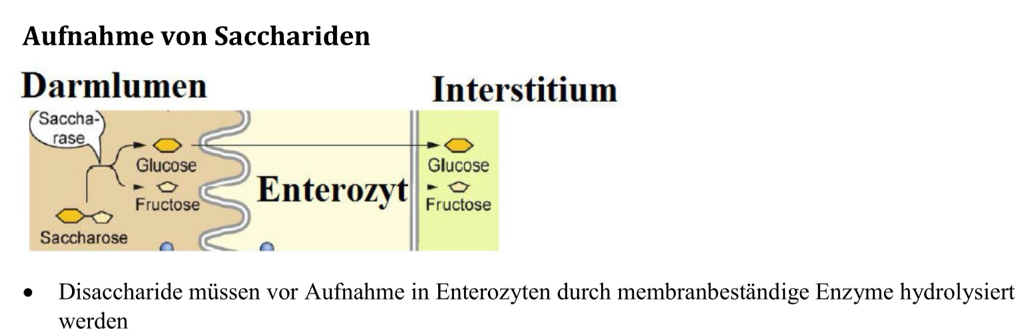 Aufnahme von Sacchariden
Darmlumen
Interstitium
Saccha-
rase
Glucose
Glucose
Enterozyt
Fructose
Fructose
Saccharose
• Disaccharide müssen vor Aufnahme in Enterozyten durch membranbeständige Enzyme hydrolysiert
werden